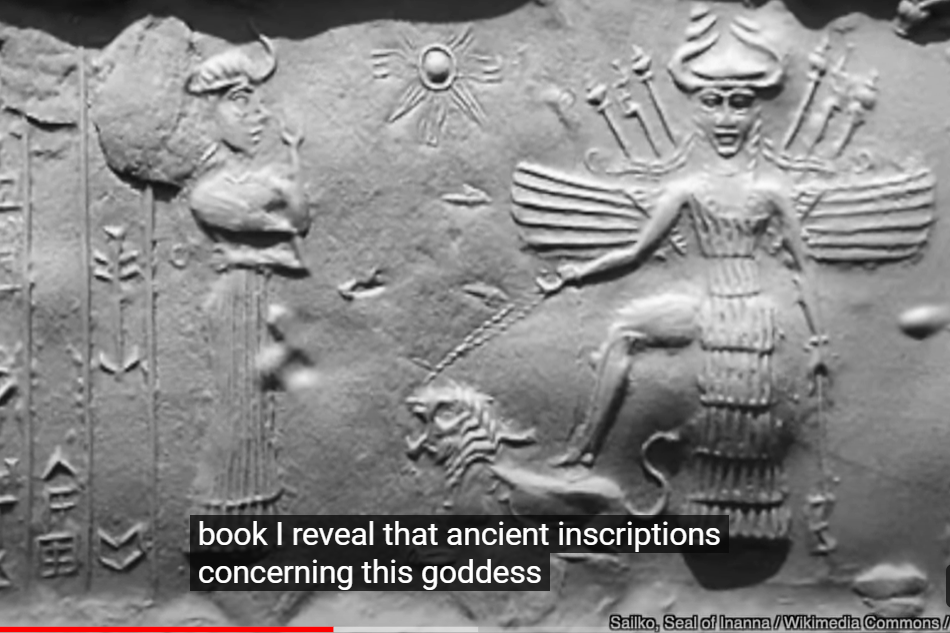 book I reveal that ancient inscriptions
concerning this goddess
Sailko, Seal of Inanna / Wikimedia Commons /